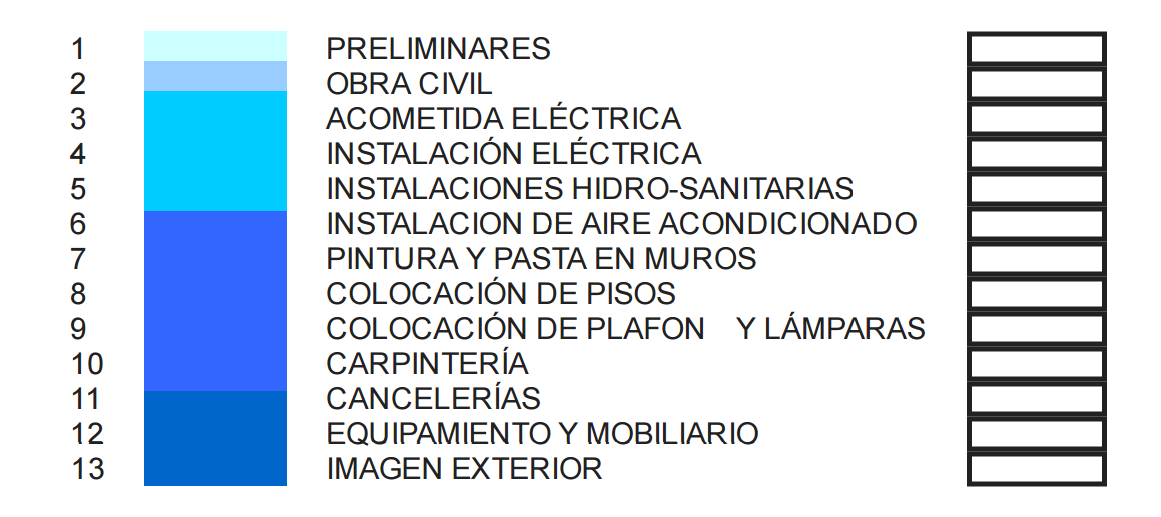 1 PRELIMINARES
2 OBRA CIVIL
3 ACOMETIDA ELÉCTRICA
4 INSTALACIÓN ELÉCTRICA
5 INSTALACIONES HIDRO-SANITARIAS
6 INSTALACION DE AIRE ACONDICIONADO
7 PINTURA Y PASTA EN MUROS
8 COLOCACIÓN DE PISOS
9 COLOCACIÓN DE PLAFON Y LÁMPARAS
10 CARPINTERÍA
11 CANCELERÍAS
12 EQUIPAMIENTO Y MOBILIARIO
13 IMAGEN EXTERIOR